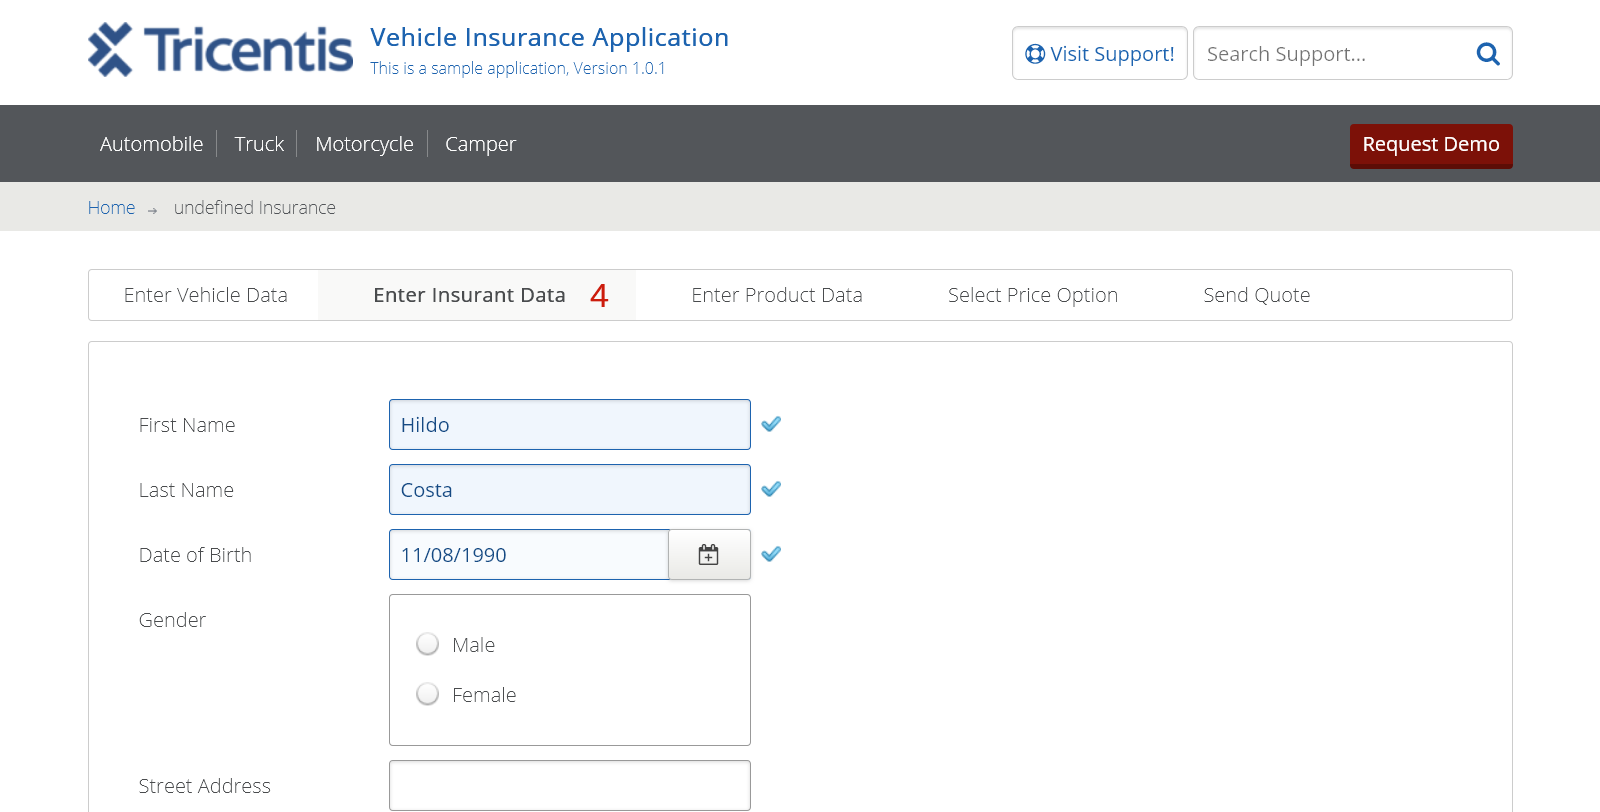 Tricentis
Vehicle Insurance Application
This is a sample application, Version 1.0.1
Visit Support!
Search Support...
Automobile
Truck
Motorcycle
Camper
Request Demo
Home → undefined Insurance
Enter Vehicle Data
Enter Insurant Data 4
Enter Product Data
Select Price Option
Send Quote
First Name
Hildo
Last Name
Costa
Date of Birth
11/08/1990
Gender
Male
Female
Street Address